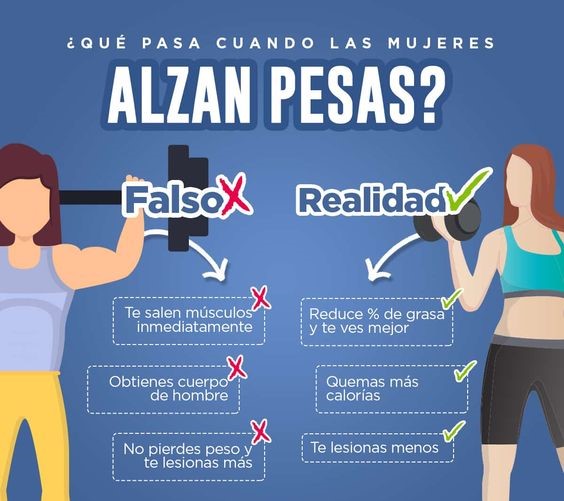 ¿QUÉ PASA CUANDO LAS MUJERES
ALZAN PESAS?
Falso
Te salen músculos
inmediatamente
Obtienes cuerpo
de hombre
No pierdes peso y
te lesionas más
Realidad
Reduce % de grasa
y te ves mejor
Quemas más
calorías
Te lesionas menos